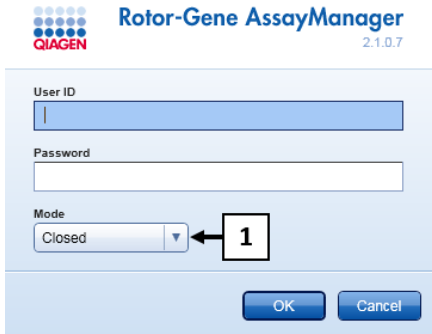 Rotor-Gene AssayManager
QIAGEN
2.1.0.7
User ID
Password
Mode
Closed
1
OK Cancel